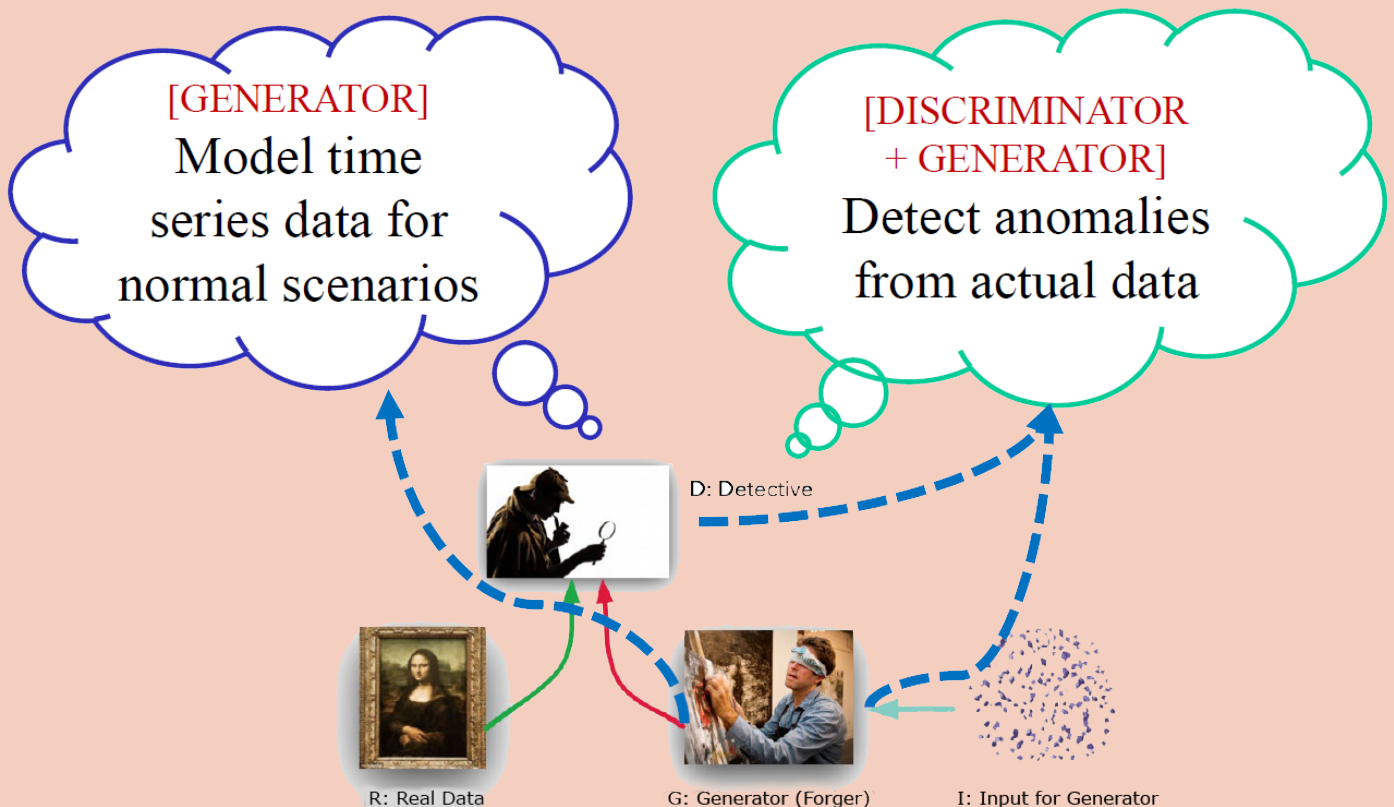 [GENERATOR]
Model time
series data for
normal scenarios
[DISCRIMINATOR
+ GENERATOR]
Detect anomalies
from actual data
D: Detective
R: Real Data
G: Generator (Forger)
I: Input for Generator